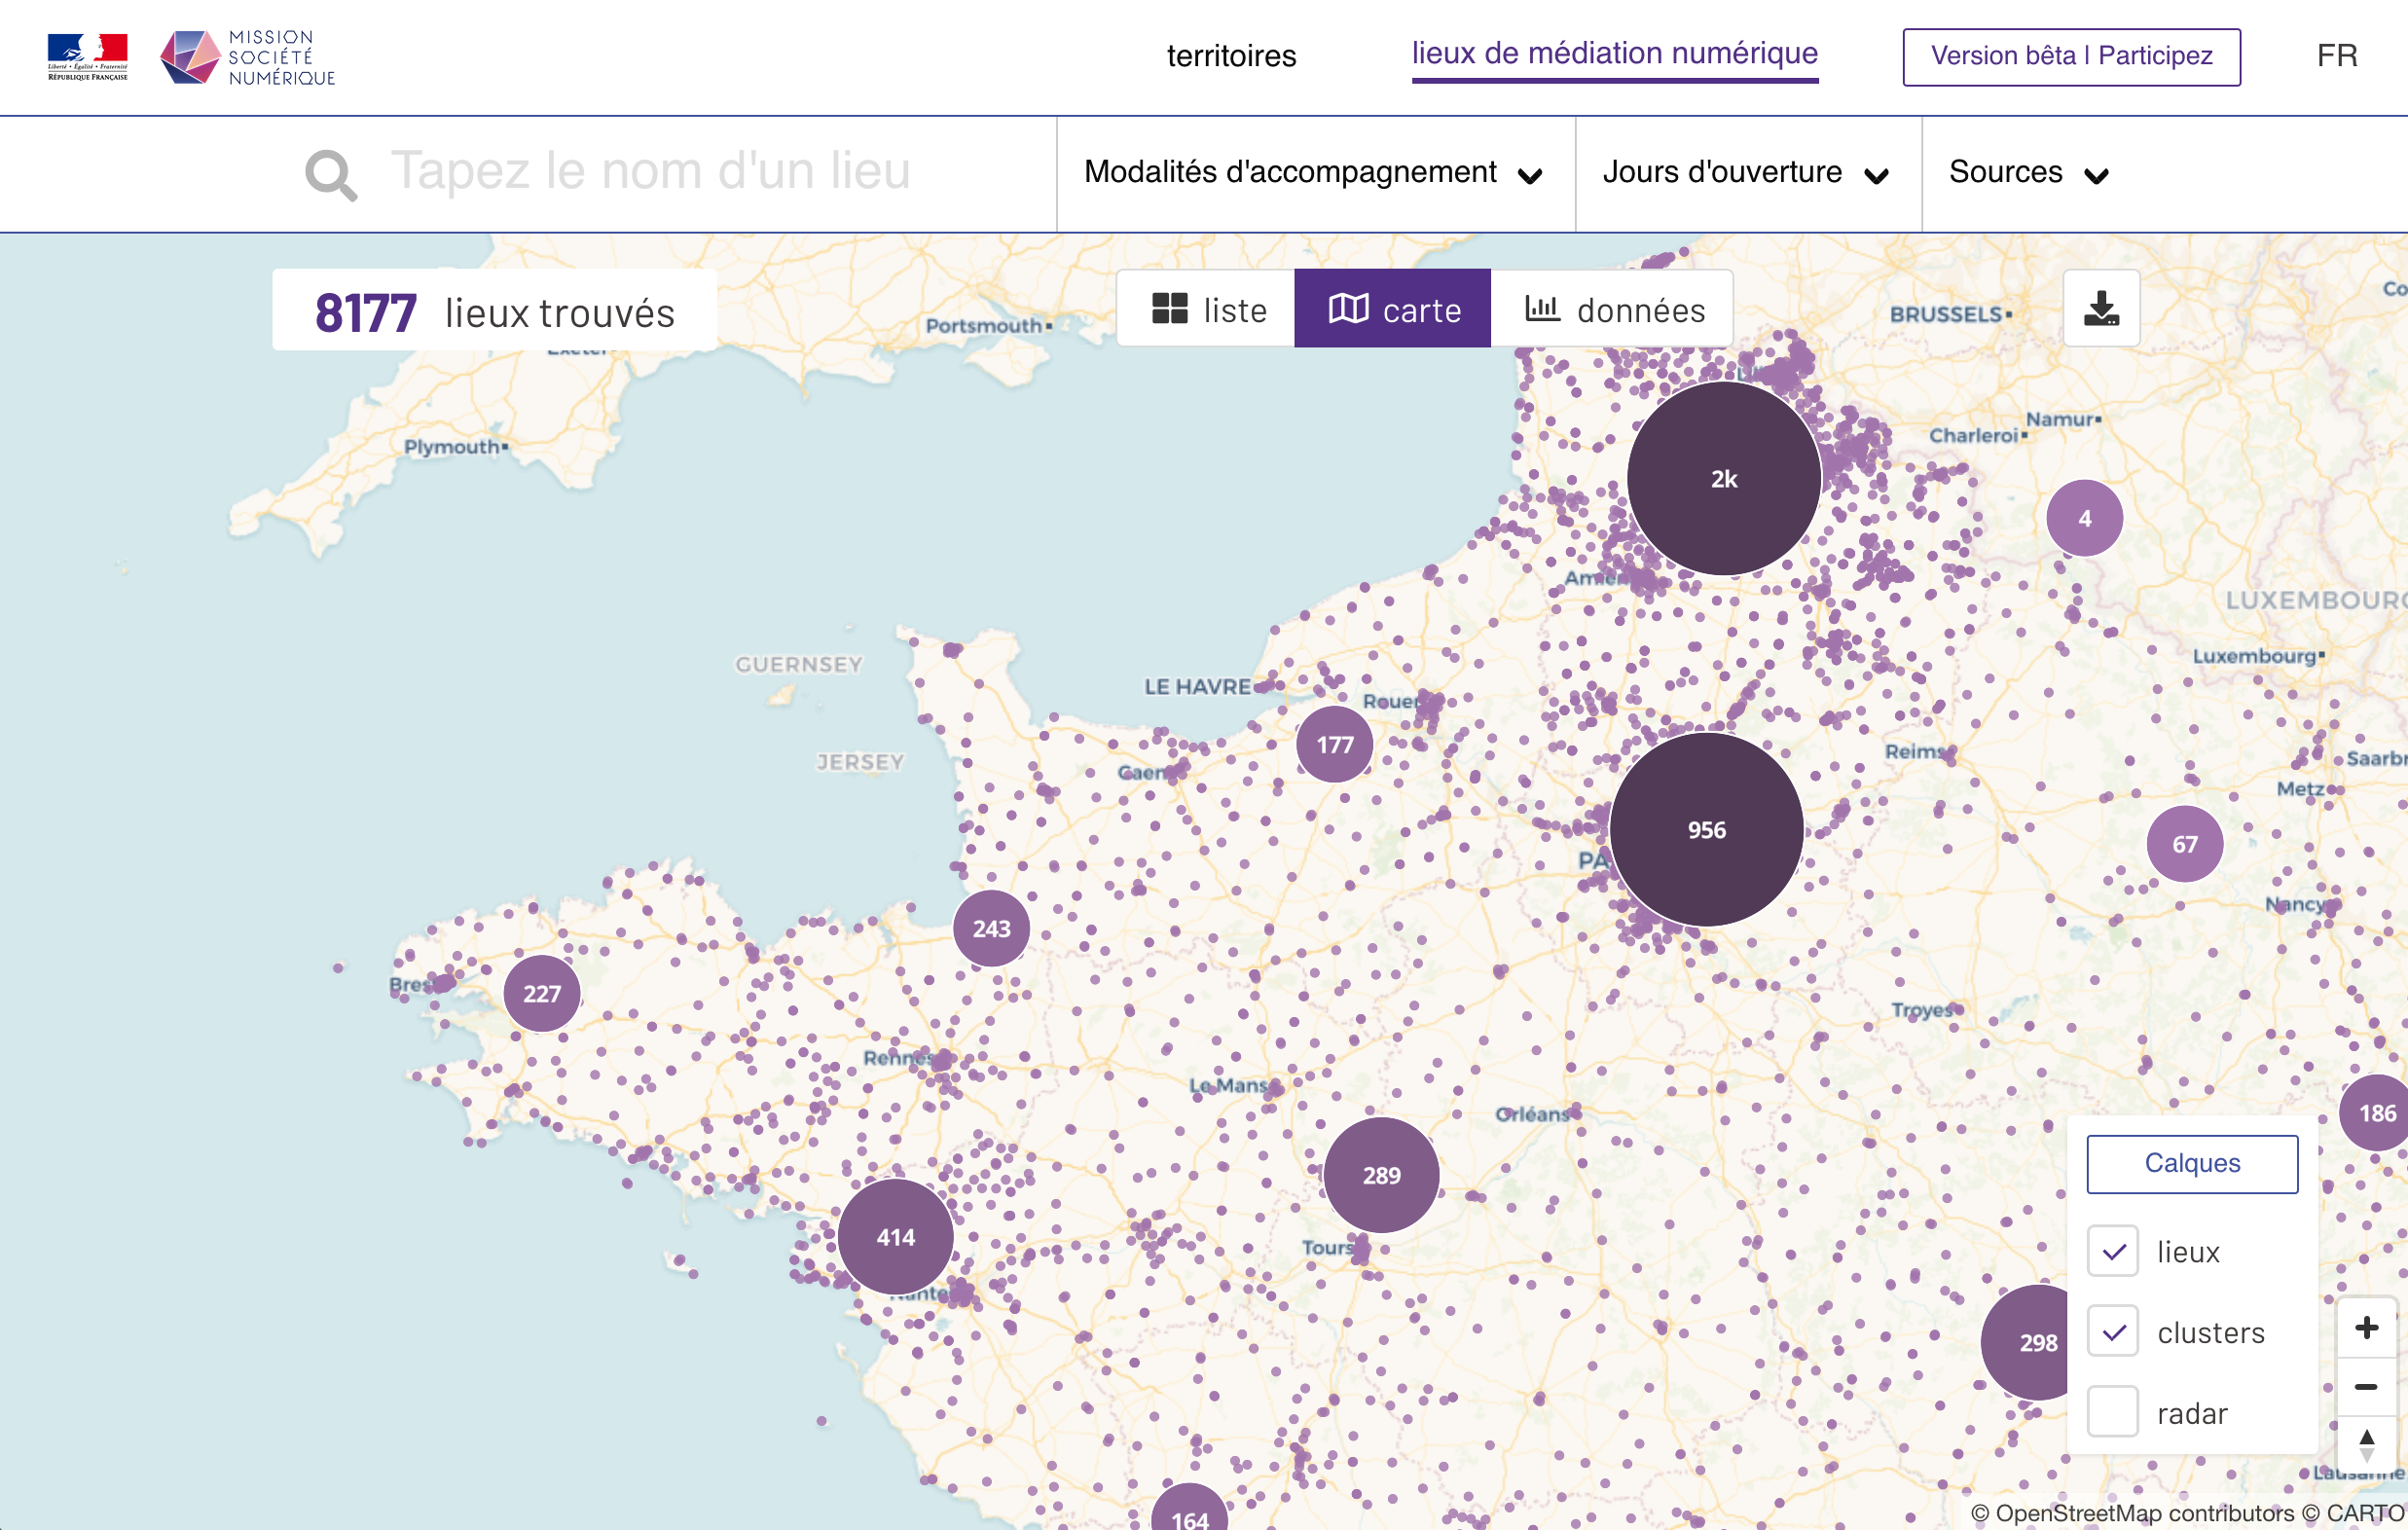 Liberté • Égalité • Fraternité
RÉPUBLIQUE FRANÇAISE
MISSION
SOCIÉTÉ
NUMÉRIQUE
territoires
lieux de médiation numérique
Version bêta | Participez
FR
Tapez le nom d'un lieu
Modalités d'accompagnement
Jours d'ouverture
Sources
8177 lieux trouvés
liste
carte
données
Portsmouth
BRUSSELS
Exeter
Plymouth
Namur
Charleroi
2k
4
Amien
LUXEMBOURG
GUERNSEY
Luxembourg
LE HAVRE
Rouen
177
JERSEY
Caen
Reims
Saarbr
Metz
956
67
PA
Nancy
243
Brest
227
Troyes
Rennes
Le Mans
Orléans
186
289
Calques
414
Tours
lieux
Nantes
298
clusters
radar
Lausanne
164
© OpenStreetMap contributors © CARTO